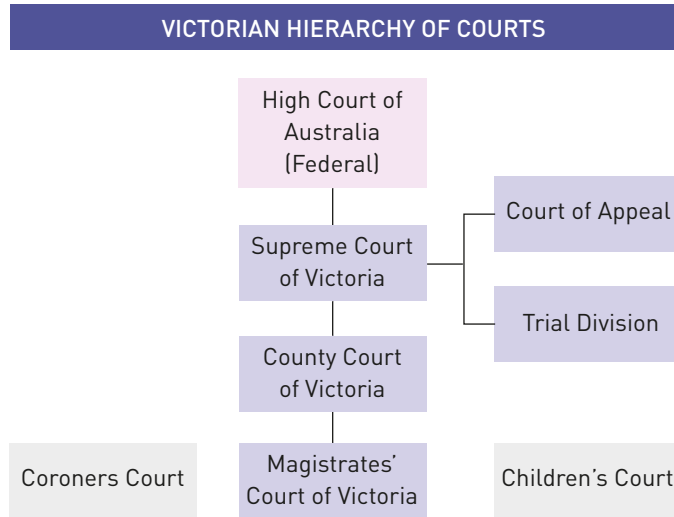 VICTORIAN HIERARCHY OF COURTS
High Court of
Australia
(Federal)
Court of Appeal
Supreme Court
of Victoria
Trial Division
County Court
of Victoria
Coroners Court
Magistrates'
Court of Victoria
Children's Court